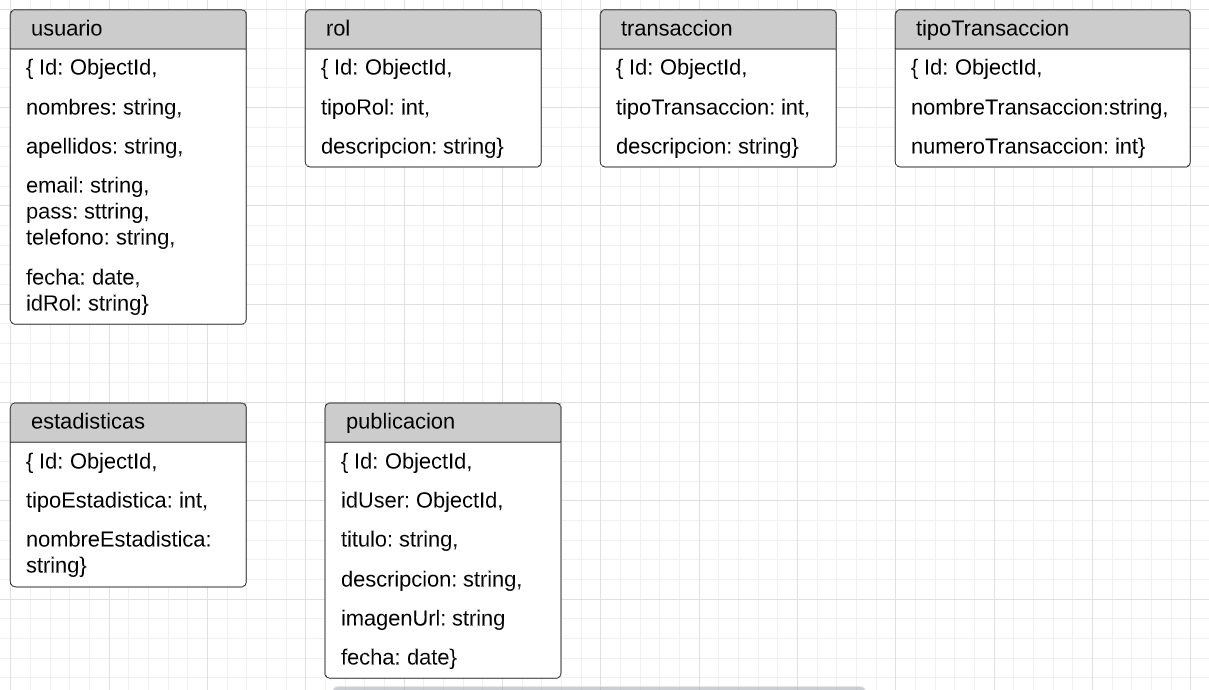 usuario
{ Id: ObjectId,
nombres: string,
apellidos: string,
email: string,
pass: sttring,
telefono: string,
fecha: date,
idRol: string}
rol
{ Id: ObjectId,
tipoRol: int,
descripcion: string}
transaccion
{ Id: ObjectId,
tipoTransaccion: int,
descripcion: string}
tipoTransaccion
{ Id: ObjectId,
nombreTransaccion:string,
numeroTransaccion: int}
estadisticas
{ Id: ObjectId,
tipoEstadistica: int,
nombreEstadistica:
string}
publicacion
{ Id: ObjectId,
idUser: ObjectId,
titulo: string,
descripcion: string,
imagenUrl: string
fecha: date}